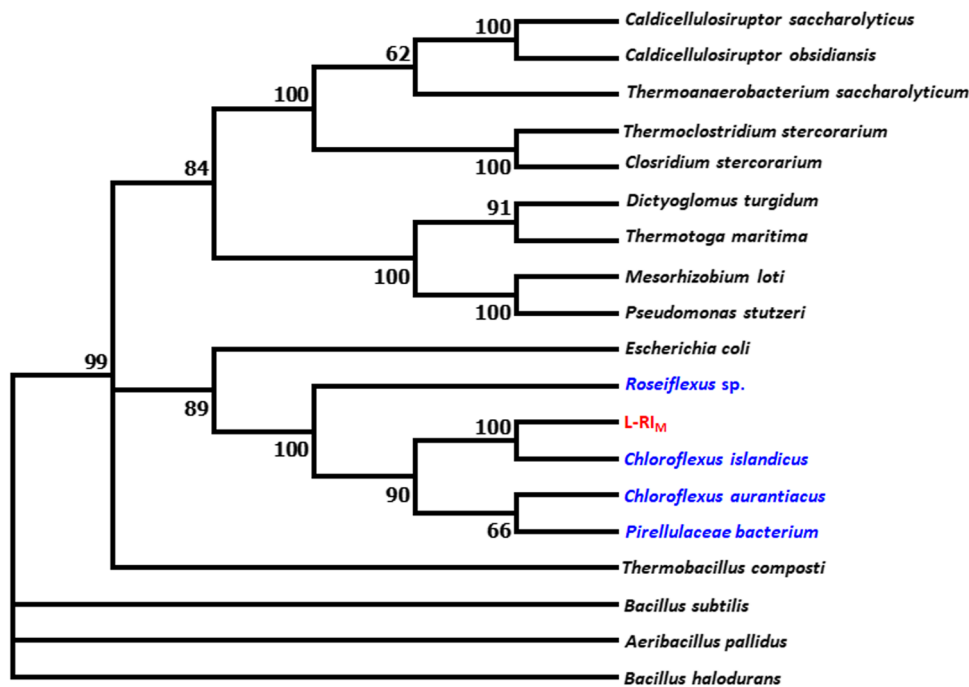 Caldicellulosiruptor saccharolyticus
100
62
Caldicellulosiruptor obsidiansis
100
Thermoanaerobacterium saccharolyticum
Thermoclostridium stercorarium
84
100
Closridium stercorarium
91
Dictyoglomus turgidum
Thermotoga maritima
100
Mesorhizobium loti
100
Pseudomonas stutzeri
Escherichia coli
99
Roseiflexus sp.
89
L-RIM
100
100
Chloroflexus islandicus
90
Chloroflexus aurantiacus
66
Pirellulaceae bacterium
Thermobacillus composti
Bacillus subtilis
Aeribacillus pallidus
Bacillus halodurans